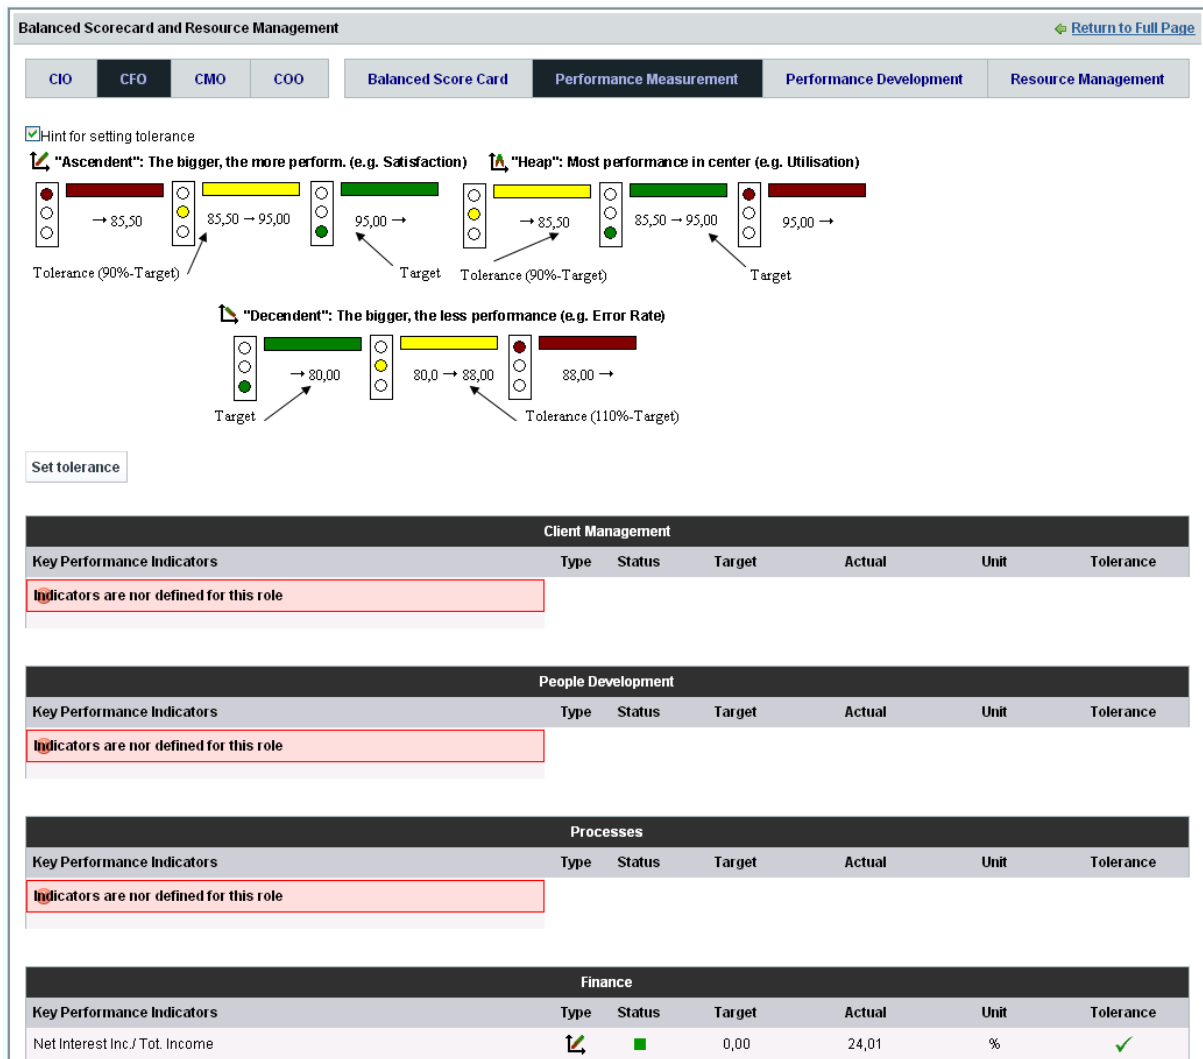 Balanced Scorecard and Resource Management Return to Full Page
CIO CFO CMO COO Balanced Score Card Performance Measurement Performance Development Resource Management
Hint for setting tolerance
"Ascendent": The bigger, the more perform. (e.g. Satisfaction) "Heap": Most performance in center (e.g. Utilisation)
→ 85,50 85,50 → 95,00 95,00 → → 85,50 85,50 → 95,00 95,00 →
Tolerance (90%-Target) Target Tolerance (90%-Target) Target
"Decendent": The bigger, the less performance (e.g. Error Rate)
→ 80,00 80,0 → 88,00 88,00 →
Target Tolerance (110%-Target)
Set tolerance
Client Management
Key Performance Indicators Type Status Target Actual Unit Tolerance
Indicators are nor defined for this role
People Development
Key Performance Indicators Type Status Target Actual Unit Tolerance
Indicators are nor defined for this role
Processes
Key Performance Indicators Type Status Target Actual Unit Tolerance
Indicators are nor defined for this role
Finance
Key Performance Indicators Type Status Target Actual Unit Tolerance
Net Interest Inc./ Tot. Income 0,00 24,01 %